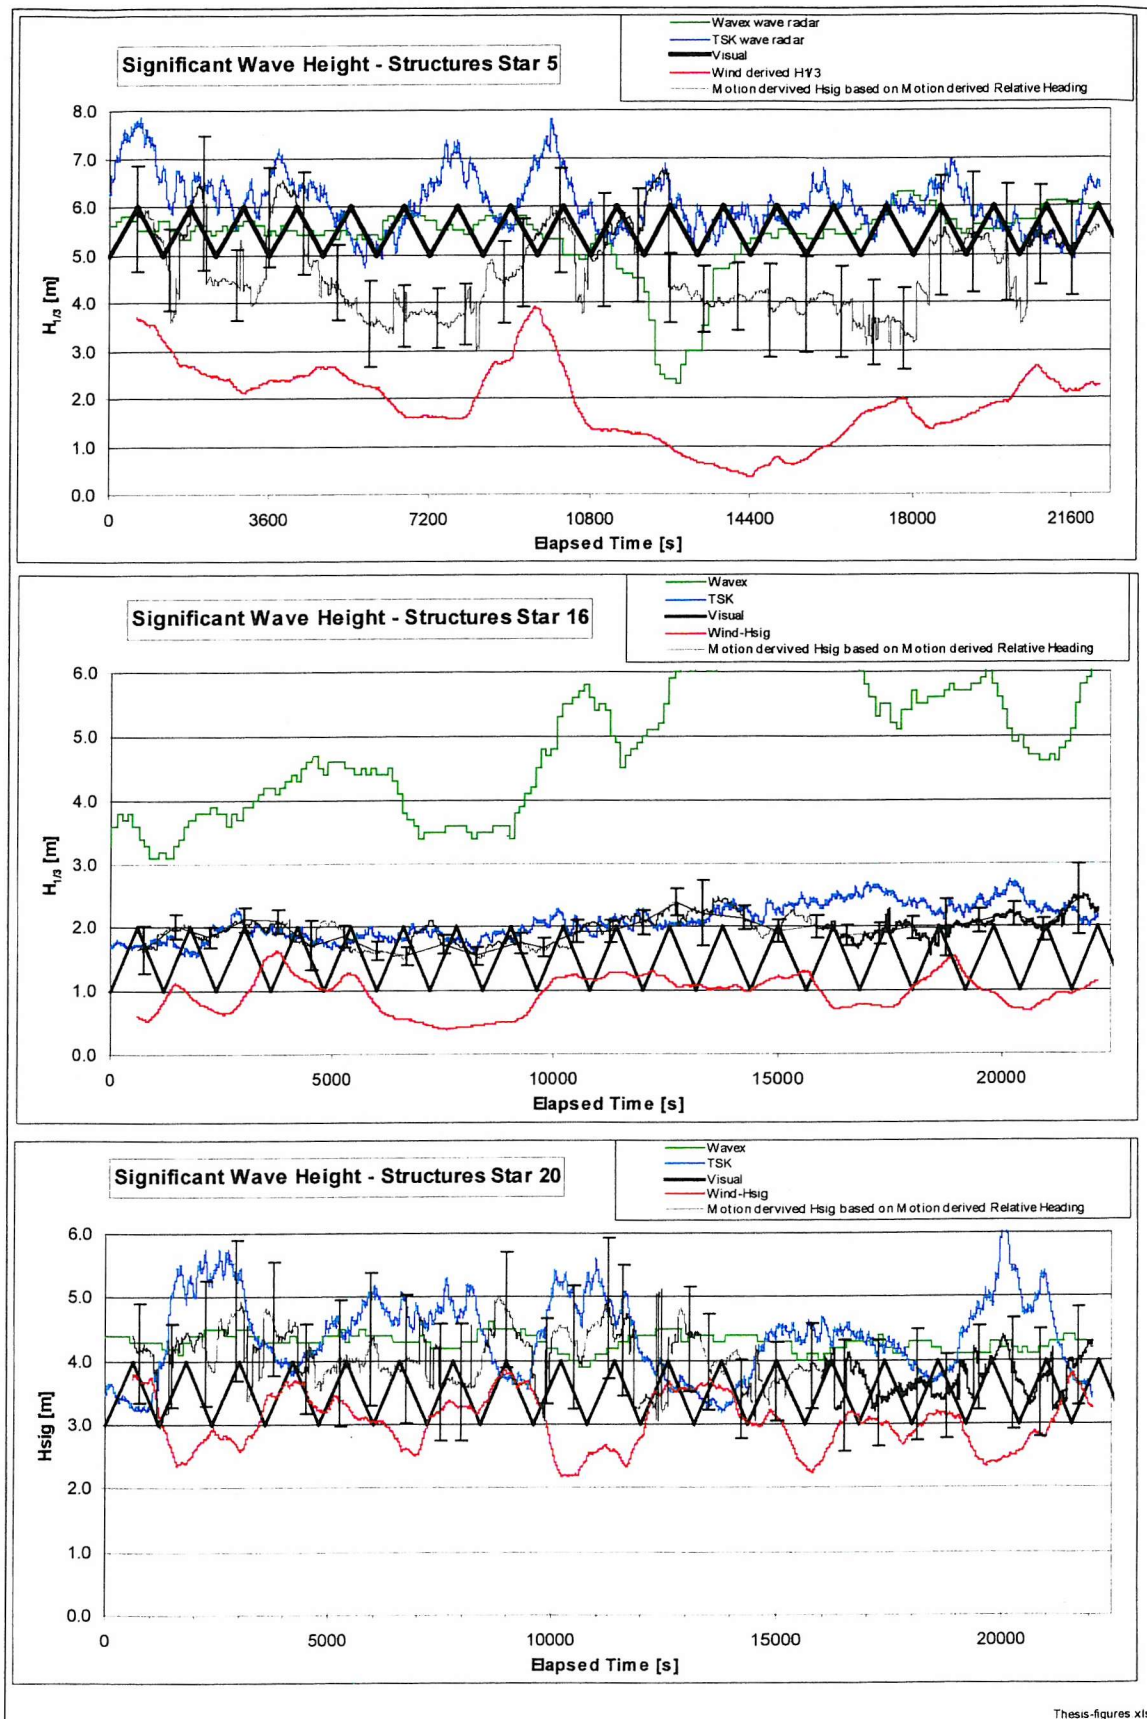 Significant Wave Height - Structures Star 5
Wavex wave radar
TSK wave radar
Visual
Wind derived H1/3
Motion dervived Hsig based on Motion derived Relative Heading
H1/3 [m]
8.0
7.0
6.0
5.0
4.0
3.0
2.0
1.0
0.0
0 3600 7200 10800 14400 18000 21600
Elapsed Time [s]
Significant Wave Height - Structures Star 16
Wavex
TSK
Visual
Wind-Hsig
Motion dervived Hsig based on Motion derived Relative Heading
H1/3 [m]
6.0
5.0
4.0
3.0
2.0
1.0
0.0
0 5000 10000 15000 20000
Elapsed Time [s]
Significant Wave Height - Structures Star 20
Wavex
TSK
Visual
Wind-Hsig
Motion dervived Hsig based on Motion derived Relative Heading
Hsig [m]
6.0
5.0
4.0
3.0
2.0
1.0
0.0
0 5000 10000 15000 20000
Elapsed Time [s]
Thesis-figures xls